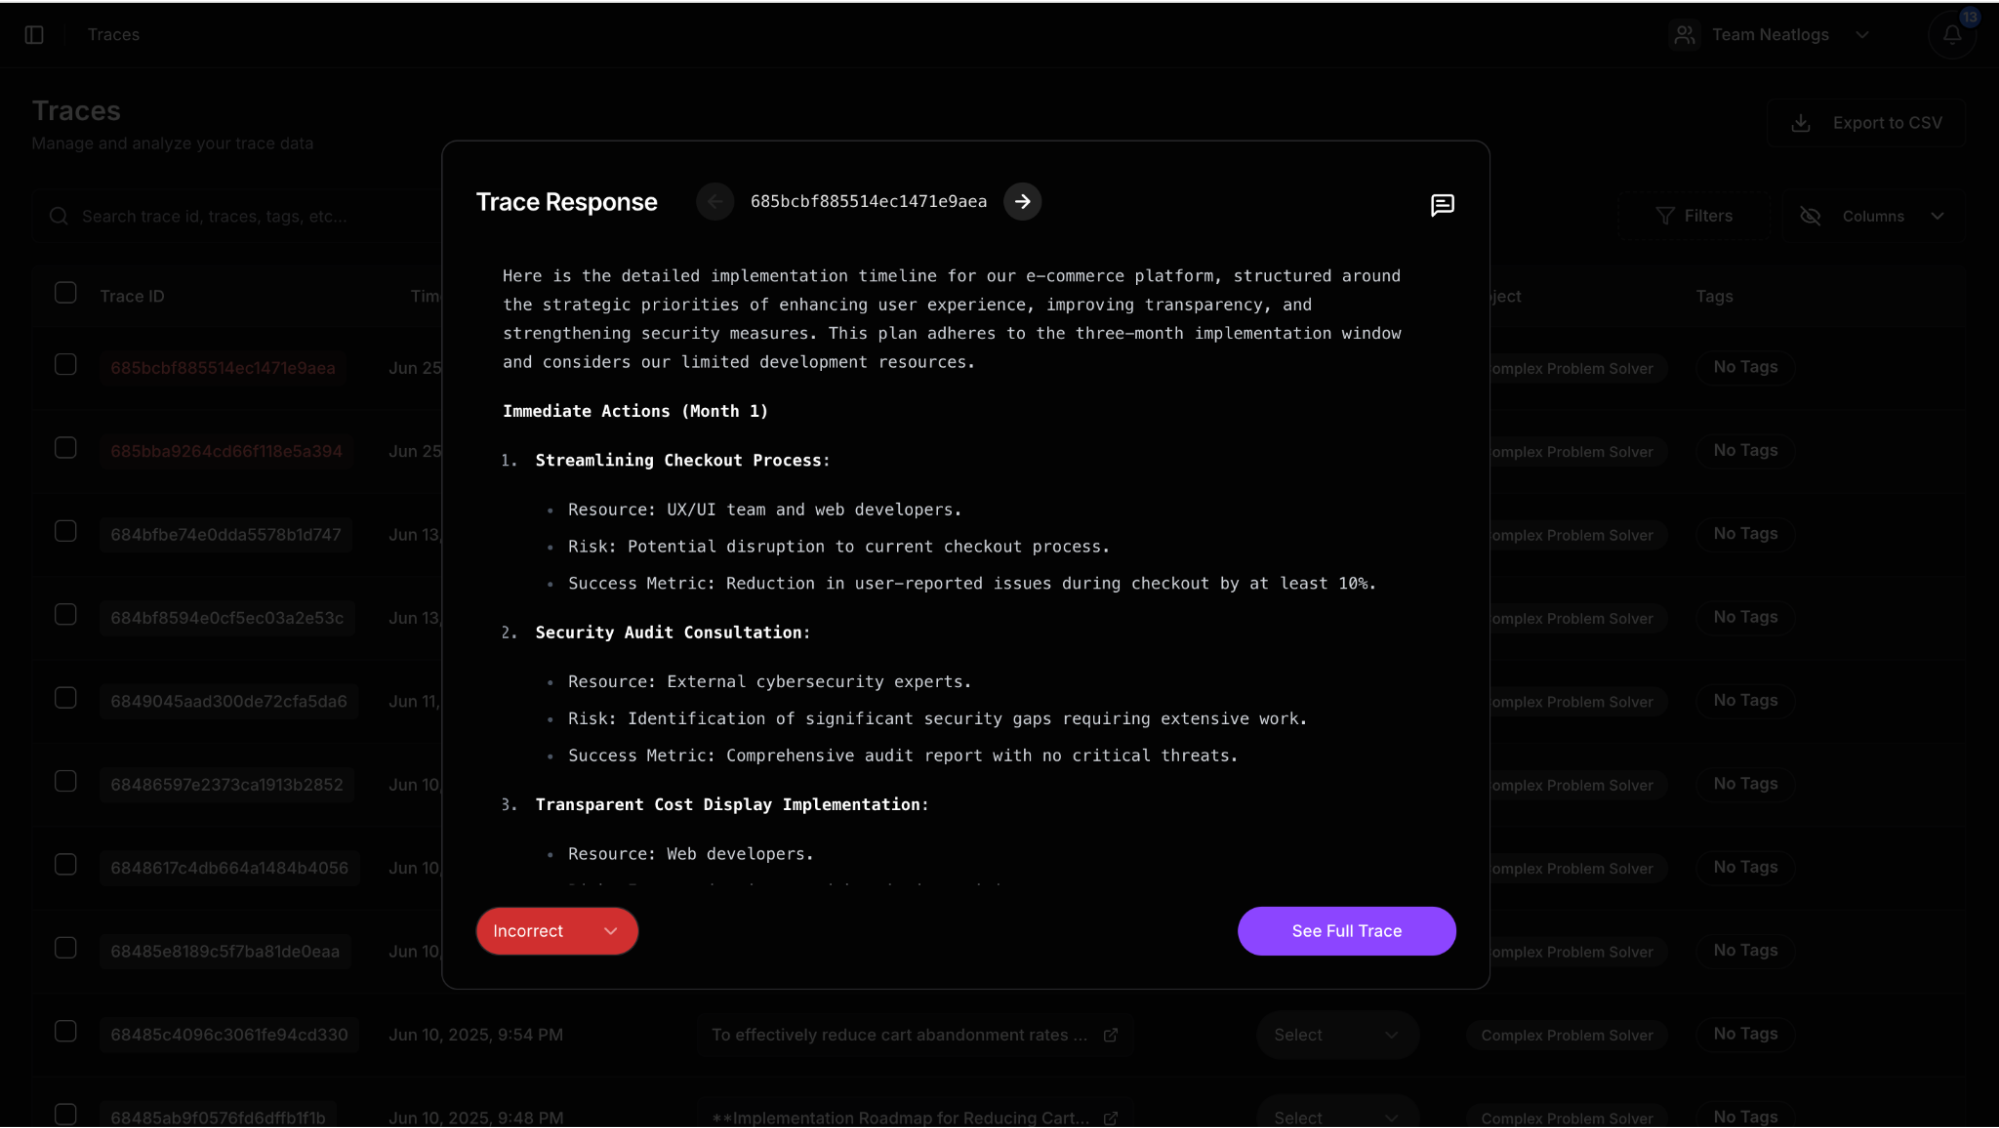 Traces
Team Neatlogs
13
Traces
Manage and analyze your trace data
Export to CSV
Search trace id, traces, tags, etc...
Filters
Columns
Trace ID
Tim
ject
Tags
685bcbf885514ec1471e9aea
Jun 25
omplex Problem Solver
No Tags
685bba9264cd66f118e5a394
Jun 25
omplex Problem Solver
No Tags
684bfbe74e0dda5578b1d747
Jun 13,
omplex Problem Solver
No Tags
684bf8594e0cf5ec03a2e53c
Jun 13,
omplex Problem Solver
No Tags
6849045aad300de72cfa5da6
Jun 11,
omplex Problem Solver
No Tags
68486597e2373ca1913b2852
Jun 10,
omplex Problem Solver
No Tags
6848617c4db664a1484b4056
Jun 10,
omplex Problem Solver
No Tags
68485e8189c5f7ba81de0eaa
Jun 10,
omplex Problem Solver
No Tags
68485c4096c3061fe94cd330
Jun 10, 2025, 9:54 PM
To effectively reduce cart abandonment rates ...
Select
Complex Problem Solver
No Tags
68485ab9f0576fd6dffb1f1b
Jun 10, 2025, 9:48 PM
**Implementation Roadmap for Reducing Cart...
Select
Complex Problem Solver
No Tags
Trace Response
685bcbf885514ec1471e9aea
Here is the detailed implementation timeline for our e-commerce platform, structured around
the strategic priorities of enhancing user experience, improving transparency, and
strengthening security measures. This plan adheres to the three-month implementation window
and considers our limited development resources.
Immediate Actions (Month 1)
1. Streamlining Checkout Process:
• Resource: UX/UI team and web developers.
• Risk: Potential disruption to current checkout process.
• Success Metric: Reduction in user-reported issues during checkout by at least 10%.
2. Security Audit Consultation:
• Resource: External cybersecurity experts.
• Risk: Identification of significant security gaps requiring extensive work.
• Success Metric: Comprehensive audit report with no critical threats.
3. Transparent Cost Display Implementation:
• Resource: Web developers.
Incorrect
See Full Trace